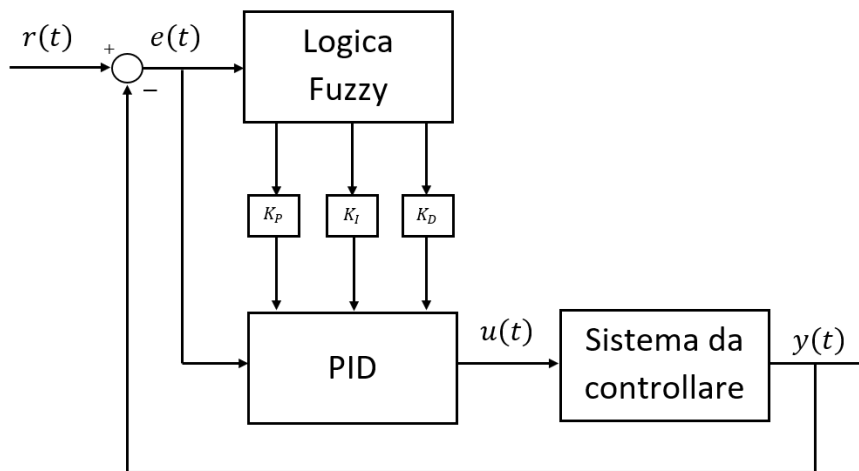 r(t)
+
e(t)
−
Logica
Fuzzy
K_P
K_I
K_D
PID
u(t)
Sistema da
controllare
y(t)